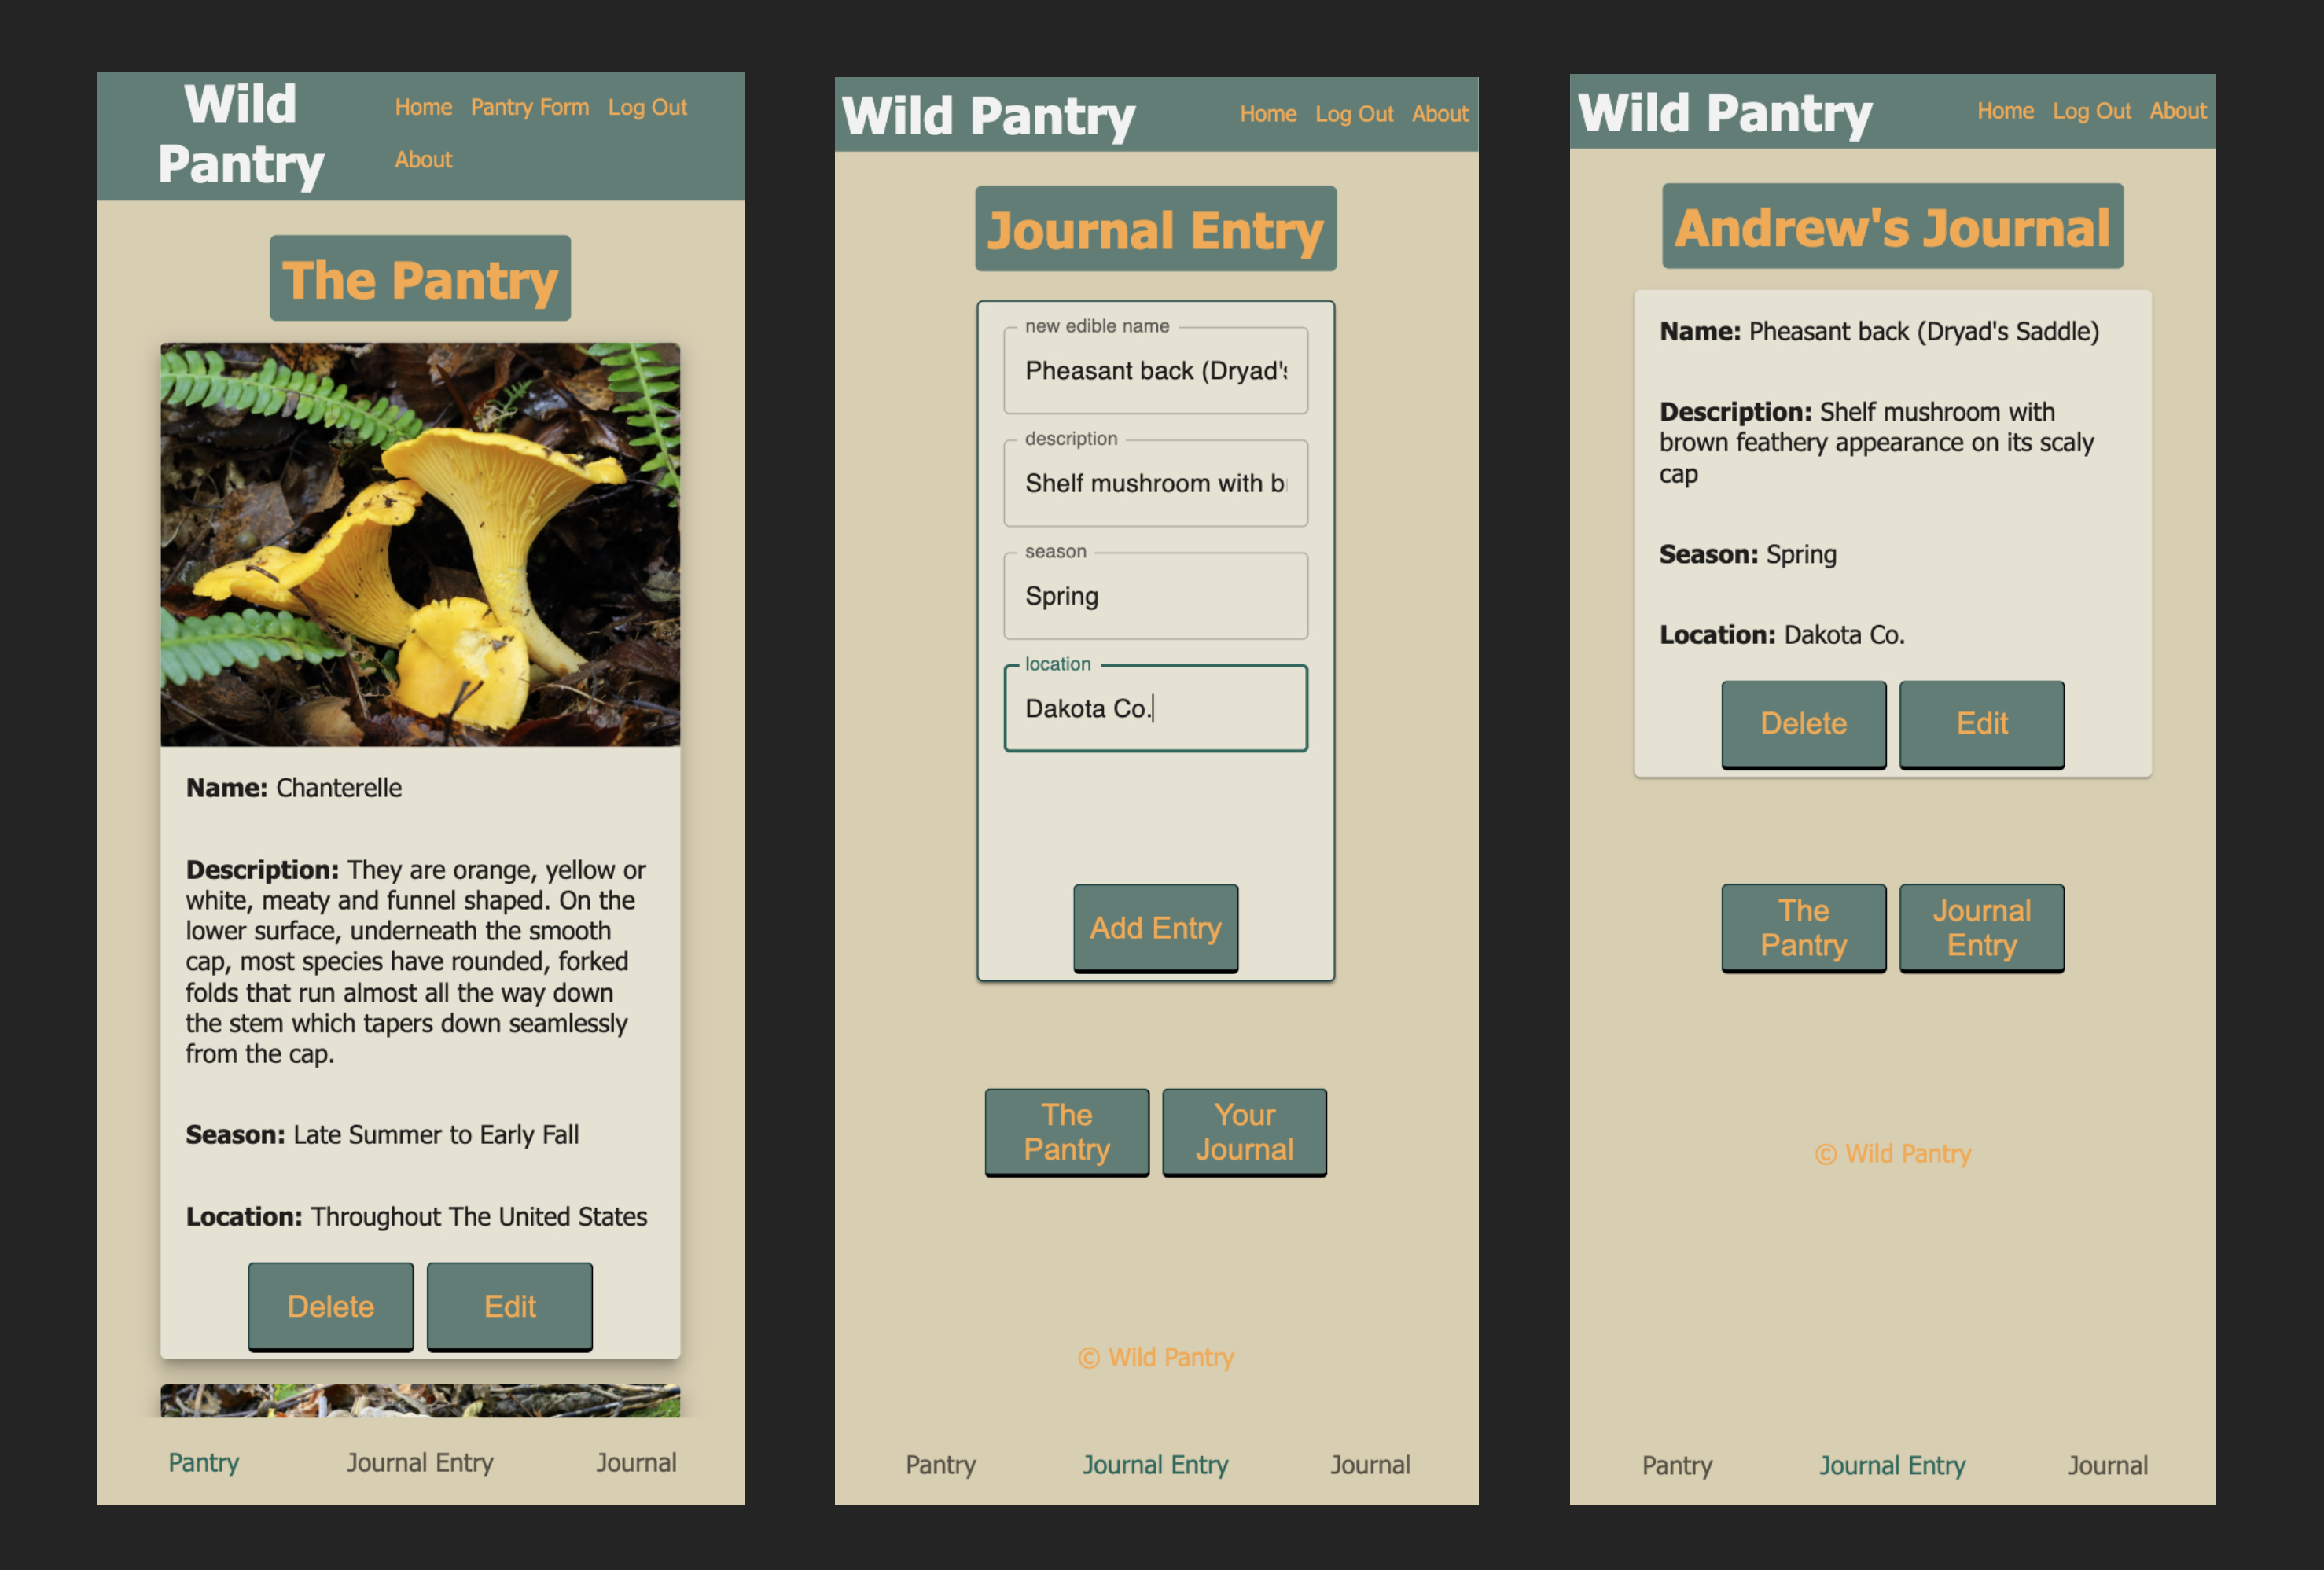 Wild
Pantry
Home Pantry Form Log Out
About
The Pantry
Name: Chanterelle
Description: They are orange, yellow or
white, meaty and funnel shaped. On the
lower surface, underneath the smooth
cap, most species have rounded, forked
folds that run almost all the way down
the stem which tapers down seamlessly
from the cap.
Season: Late Summer to Early Fall
Location: Throughout The United States
Delete Edit
Pantry Journal Entry Journal
Wild Pantry Home Log Out About
Journal Entry
new edible name
Pheasant back (Dryad's
description
Shelf mushroom with b
season
Spring
location
Dakota Co.
Add Entry
The
Pantry
Your
Journal
© Wild Pantry
Pantry Journal Entry Journal
Wild Pantry Home Log Out About
Andrew's Journal
Name: Pheasant back (Dryad's Saddle)
Description: Shelf mushroom with
brown feathery appearance on its scaly
cap
Season: Spring
Location: Dakota Co.
Delete Edit
The
Pantry
Journal
Entry
© Wild Pantry
Pantry Journal Entry Journal